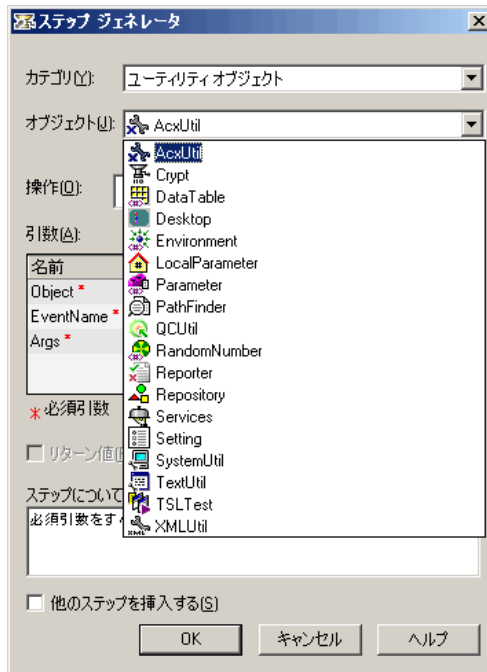 ステップ ジェネレータ
カテゴリ(Y): ユーティリティ オブジェクト
オブジェクト(J): AcxUtil
AcxUtil
Crypt
DataTable
Desktop
Environment
LocalParameter
Parameter
PathFinder
QCUtil
RandomNumber
Reporter
Repository
Services
Setting
SystemUtil
TextUtil
TSLTest
XMLUtil
操作(O):
引数(A):
名前
Object *
EventName *
Args *
* 必須引数
リターン値
ステップについて
必須引数をす
他のステップを挿入する(S)
OK キャンセル ヘルプ